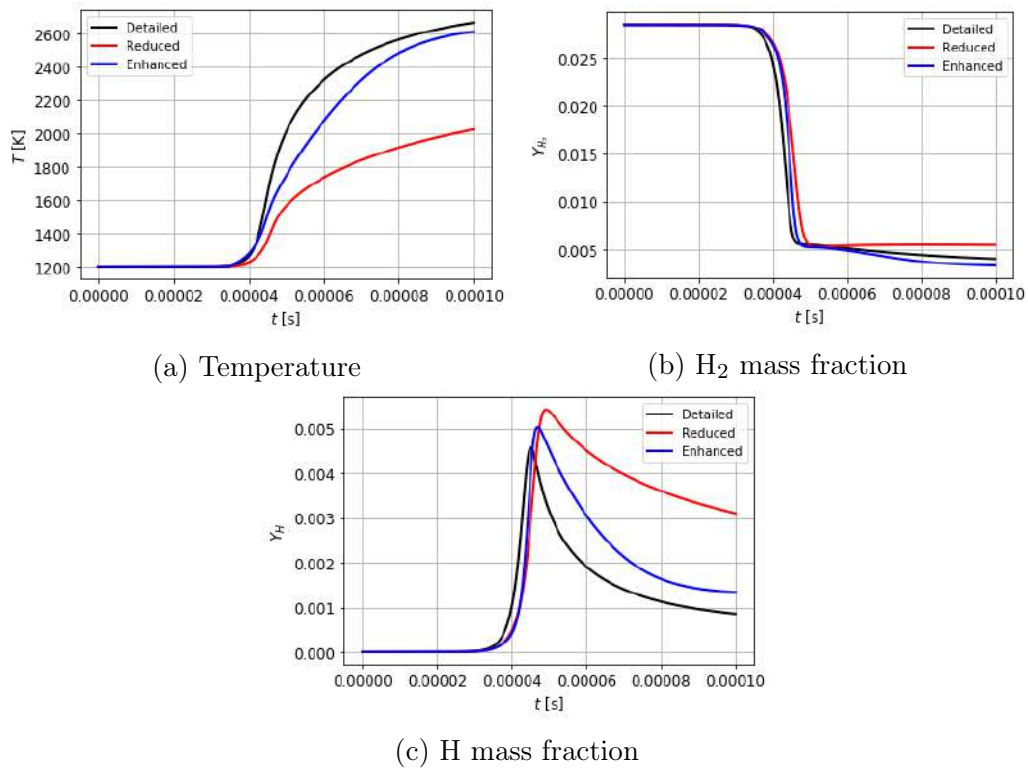 Detailed
Reduced
Enhanced
2600
2400
2200
2000
1800
1600
1400
1200
T [K]
0.00000 0.00002 0.00004 0.00006 0.00008 0.00010
t [s]
(a) Temperature
Detailed
Reduced
Enhanced
0.025
0.020
0.015
0.010
0.005
Y_{H_2}
0.00000 0.00002 0.00004 0.00006 0.00008 0.00010
t [s]
(b) H₂ mass fraction
Detailed
Reduced
Enhanced
0.005
0.004
0.003
0.002
0.001
0.000
Y_H
0.00000 0.00002 0.00004 0.00006 0.00008 0.00010
t [s]
(c) H mass fraction